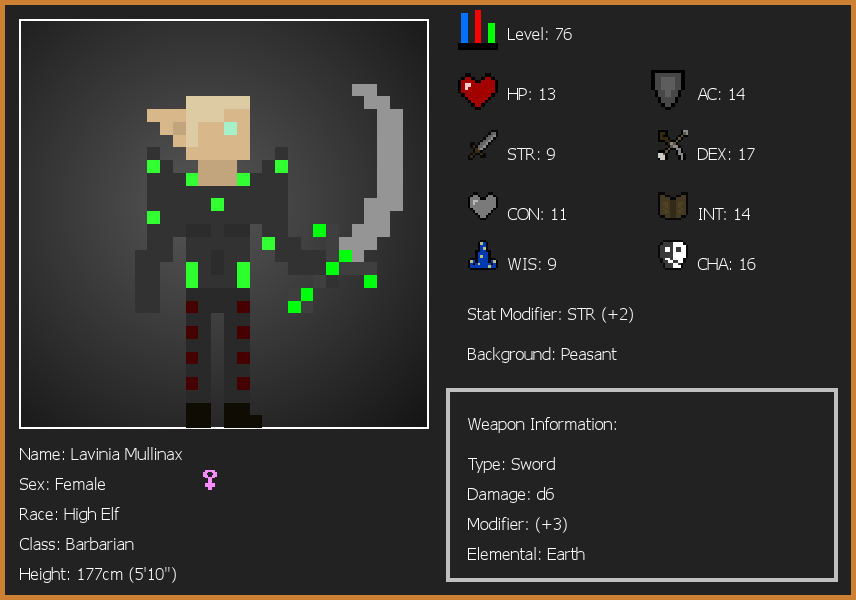 Level: 76
HP: 13
AC: 14
STR: 9
DEX: 17
CON: 11
INT: 14
WIS: 9
CHA: 16
Stat Modifier: STR (+2)
Background: Peasant
Weapon Information:
Type: Sword
Damage: d6
Modifier: (+3)
Elemental: Earth
Name: Lavinia Mullinax
Sex: Female
Race: High Elf
Class: Barbarian
Height: 177cm (5'10")